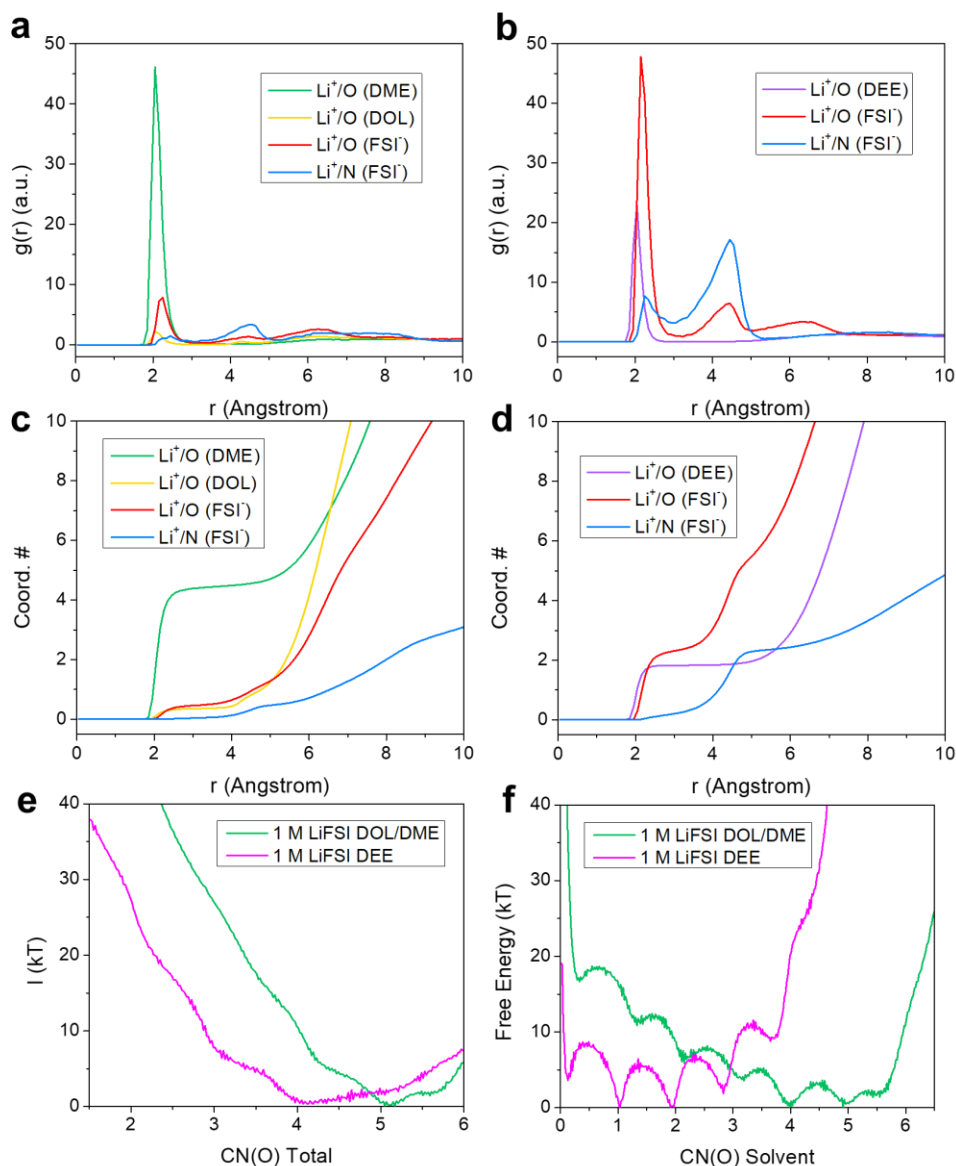 a
50
40
30
20
10
0
g(r) (a.u.)
Li⁺/O (DME)
Li⁺/O (DOL)
Li⁺/O (FSI⁻)
Li⁺/N (FSI⁻)
0 2 4 6 8 10
r (Angstrom)
b
50
40
30
20
10
0
g(r) (a.u.)
Li⁺/O (DEE)
Li⁺/O (FSI⁻)
Li⁺/N (FSI⁻)
0 2 4 6 8 10
r (Angstrom)
c
10
8
6
4
2
0
Coord. #
Li⁺/O (DME)
Li⁺/O (DOL)
Li⁺/O (FSI⁻)
Li⁺/N (FSI⁻)
0 2 4 6 8 10
r (Angstrom)
d
10
8
6
4
2
0
Coord. #
Li⁺/O (DEE)
Li⁺/O (FSI⁻)
Li⁺/N (FSI⁻)
0 2 4 6 8 10
r (Angstrom)
e
40
30
20
10
0
I (kT)
1 M LiFSI DOL/DME
1 M LiFSI DEE
2 3 4 5 6
CN(O) Total
f
40
30
20
10
0
Free Energy (kT)
1 M LiFSI DOL/DME
1 M LiFSI DEE
0 1 2 3 4 5 6
CN(O) Solvent